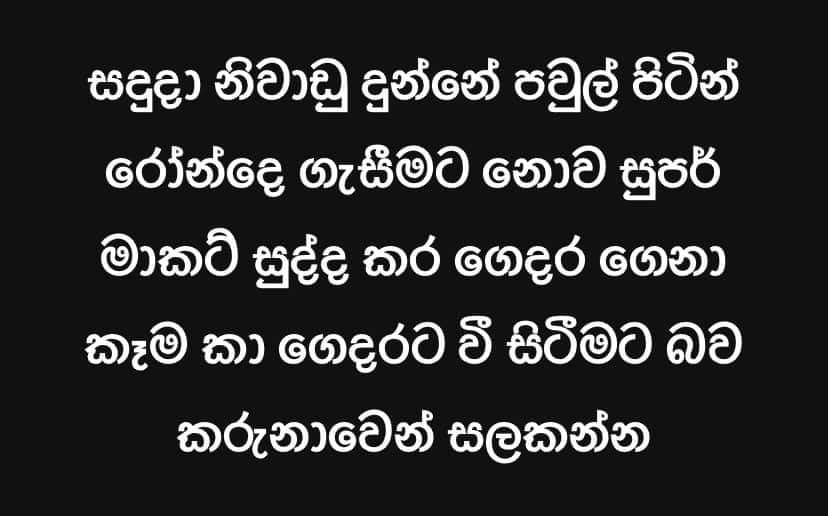 සදුදා නිවාඩු දුන්නේ පවුල් පිටින්
රෝන්දෙ ගැසීමට නොව සුපර්
මාකට් සුද්ද කර ගෙදර ගෙනා
කෑම කා ගෙදරට වී සිටීමට බව
කරුනාවෙන් සලකන්න